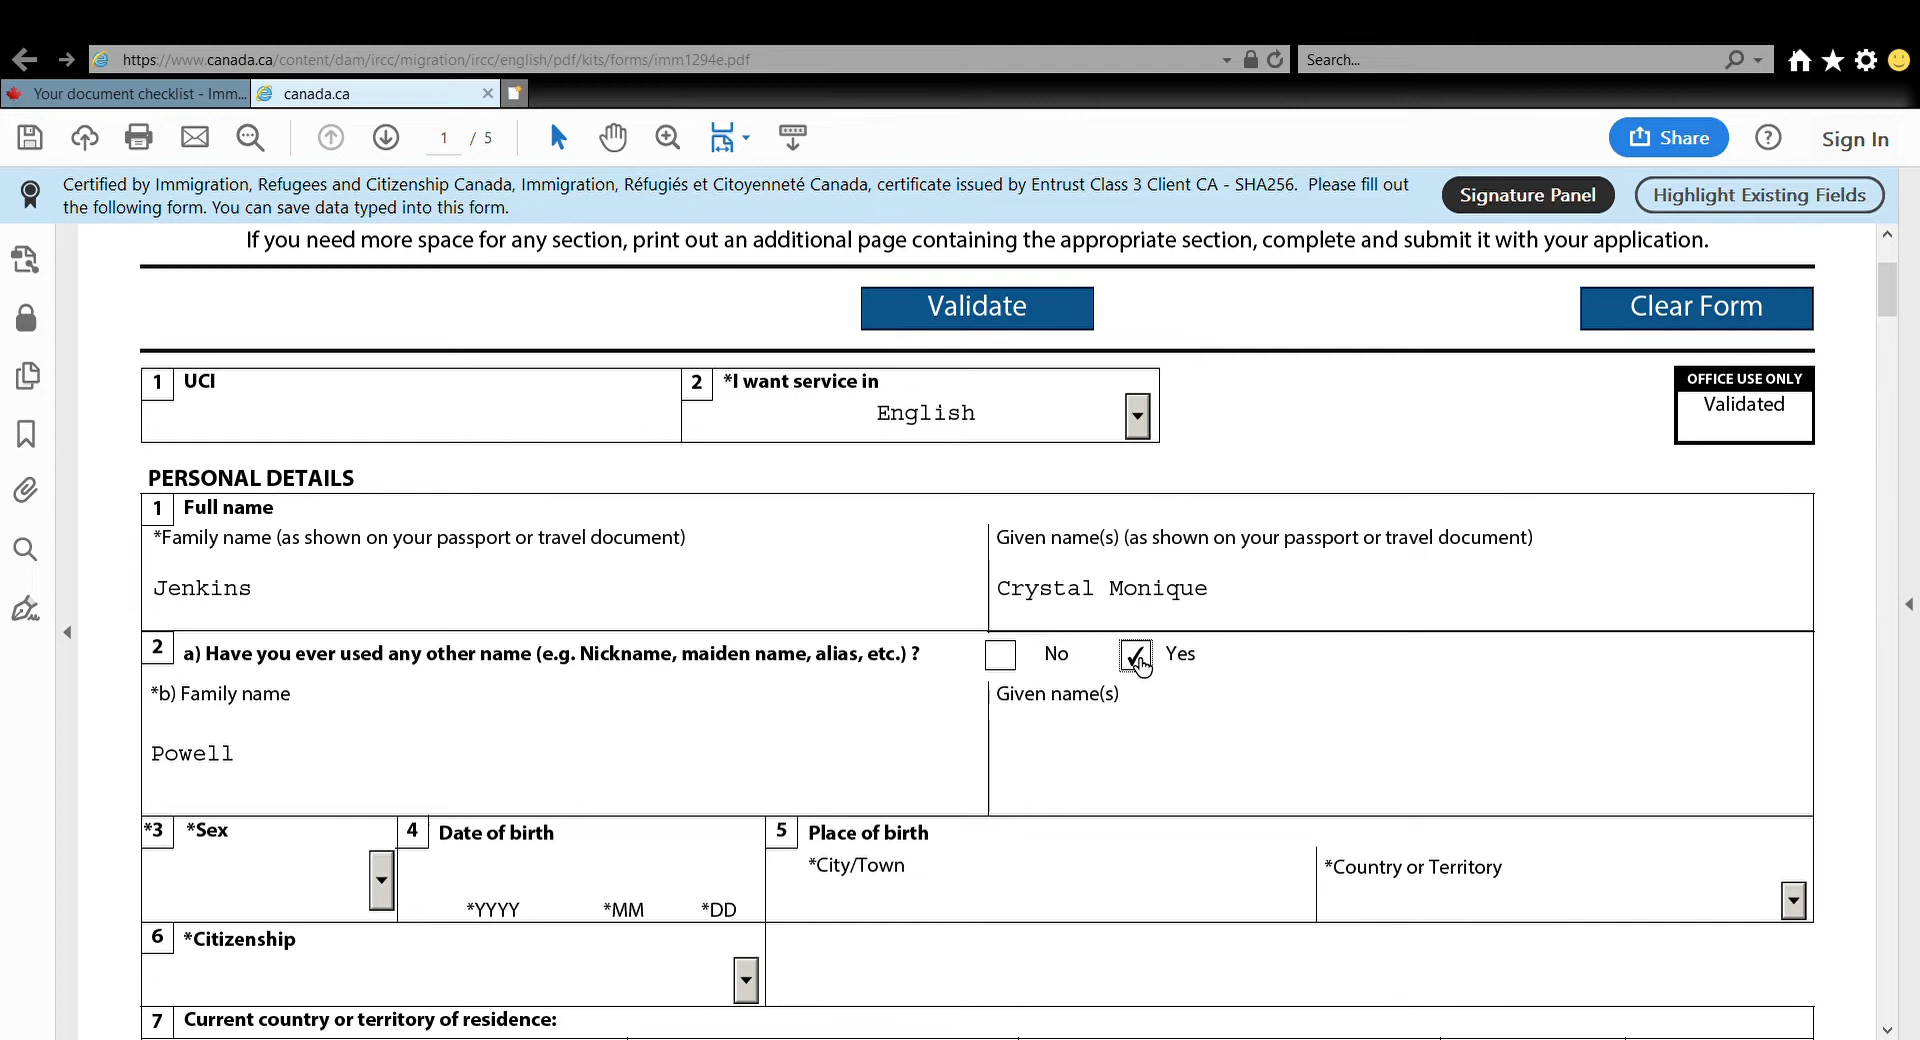 https://www.canada.ca/content/dam/ircc/migration/ircc/english/pdf/kits/forms/imm1294e.pdf
Search...
Your document checklist - Imm...
canada.ca
1 / 5
Share
Sign In
Certified by Immigration, Refugees and Citizenship Canada, Immigration, Réfugiés et Citoyenneté Canada, certificate issued by Entrust Class 3 Client CA - SHA256. Please fill out
the following form. You can save data typed into this form.
Signature Panel
Highlight Existing Fields
If you need more space for any section, print out an additional page containing the appropriate section, complete and submit it with your application.
Validate
Clear Form
1 UCI
2 *I want service in
English
OFFICE USE ONLY
Validated
PERSONAL DETAILS
1 Full name
*Family name (as shown on your passport or travel document)
Given name(s) (as shown on your passport or travel document)
Jenkins
Crystal Monique
2 a) Have you ever used any other name (e.g. Nickname, maiden name, alias, etc.) ?
No
Yes
*b) Family name
Given name(s)
Powell
*3 *Sex
4 Date of birth
5 Place of birth
*City/Town
*Country or Territory
*YYYY *MM *DD
6 *Citizenship
7 Current country or territory of residence: